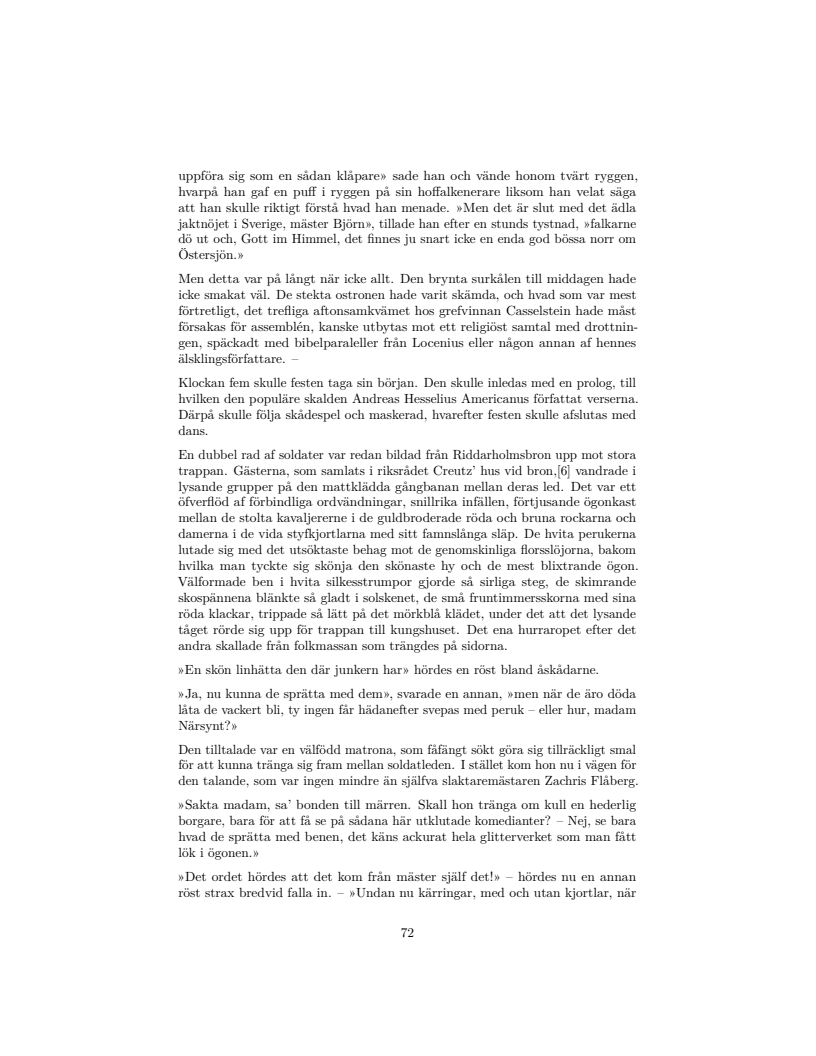 uppföra sig som en sådan klåpare» sade han och vände honom tvärt ryggen,
hvarpå han gaf en puff i ryggen på sin hoffalkenerare liksom han velat säga
att han skulle riktigt förstå hvad han menade. »Men det är slut med det ädla
jaktnöjet i Sverige, mäster Björn», tillade han efter en stunds tystnad, »falkarne
dö ut och, Gott im Himmel, det finnes ju snart icke en enda god bössa norr om
Östersjön.»
Men detta var på långt när icke allt. Den brynta surkålen till middagen hade
icke smakat väl. De stekta ostronen hade varit skämda, och hvad som var mest
förtretligt, det trefliga aftonsamkvämet hos grefvinnan Casselstein hade måst
försakas för assemblén, kanske utbytas mot ett religiöst samtal med drottnin-
gen, späckadt med bibelparaleller från Locenius eller någon annan af hennes
älsklingsförfattare. –
Klockan fem skulle festen taga sin början. Den skulle inledas med en prolog, till
hvilken den populäre skalden Andreas Hesselius Americanus författat verserna.
Därpå skulle följa skådespel och maskerad, hvarefter festen skulle afslutas med
dans.
En dubbel rad af soldater var redan bildad från Riddarholmsbron upp mot stora
trappan. Gästerna, som samlats i riksrådet Creutz’ hus vid bron,[6] vandrade i
lysande grupper på den mattklädda gångbanan mellan deras led. Det var ett
öfverflöd af förbindliga ordvändningar, snillrika infällen, förtjusande ögonkast
mellan de stolta kavaljererne i de guldbroderade röda och bruna rockarna och
damerna i de vida styfkjortlarna med sitt famnslånga släp. De hvita perukerna
lutade sig med det utsöktaste behag mot de genomskinliga florsslöjorna, bakom
hvilka man tyckte sig skönja den skönaste hy och de mest blixtrande ögon.
Välformade ben i hvita silkesstrumpor gjorde så sirliga steg, de skimrande
skospännena blänkte så gladt i solskenet, de små fruntimmersskorna med sina
röda klackar, trippade så lätt på det mörkblå klädet, under det att det lysande
tåget rörde sig upp för trappan till kungshuset. Det ena hurraropet efter det
andra skallade från folkmassan som trängdes på sidorna.
»En skön linhätta den där junkern har» hördes en röst bland åskådarne.
»Ja, nu kunna de sprätta med dem», svarade en annan, »men när de äro döda
låta de vackert bli, ty ingen får hädanefter svepas med peruk – eller hur, madam
Närsynt?»
Den tilltalade var en välfödd matrona, som fåfängt sökt göra sig tillräckligt smal
för att kunna tränga sig fram mellan soldatleden. I stället kom hon nu i vägen för
den talande, som var ingen mindre än själfva slaktaremästaren Zachris Flåberg.
»Sakta madam, sa’ bonden till märren. Skall hon tränga om kull en hederlig
borgare, bara för att få se på sådana här utklutade komedianter? – Nej, se bara
hvad de sprätta med benen, det käns ackurat hela glitterverket som man fått
lök i ögonen.»
»Det ordet hördes att det kom från mäster själf det!» – hördes nu en annan
röst strax bredvid falla in. – »Undan nu kärringar, med och utan kjortlar, när
72